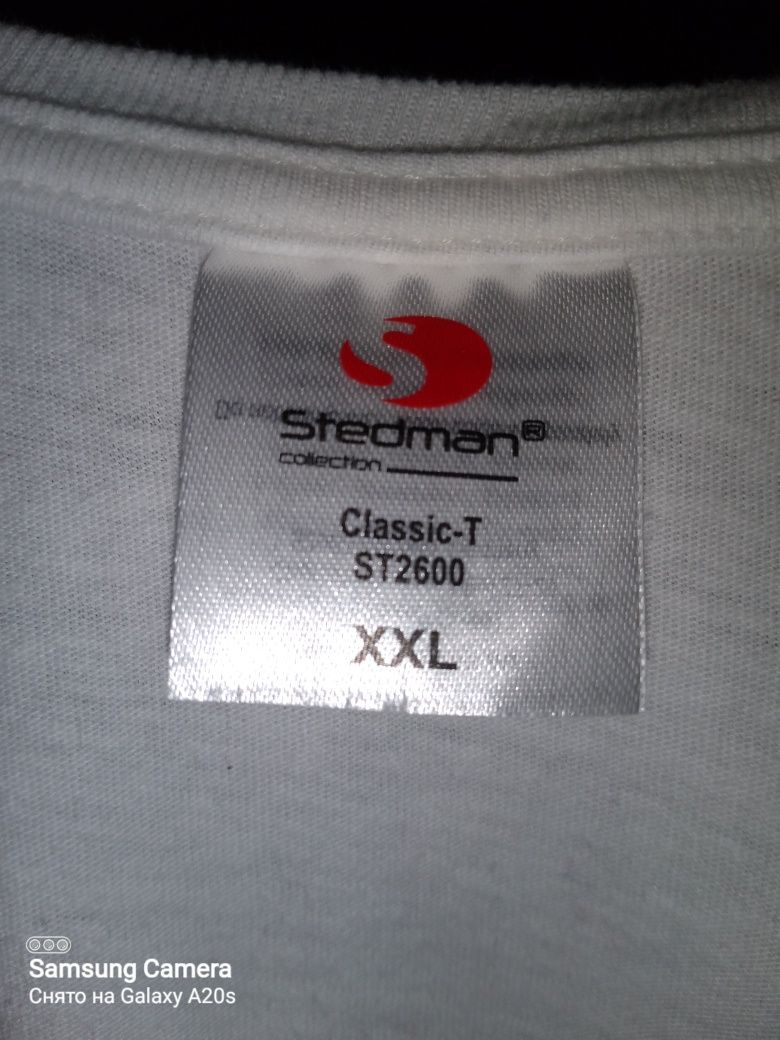 Stedman®
collection
Classic-T
ST2600
XXL
Samsung Camera
Снято на Galaxy A20s